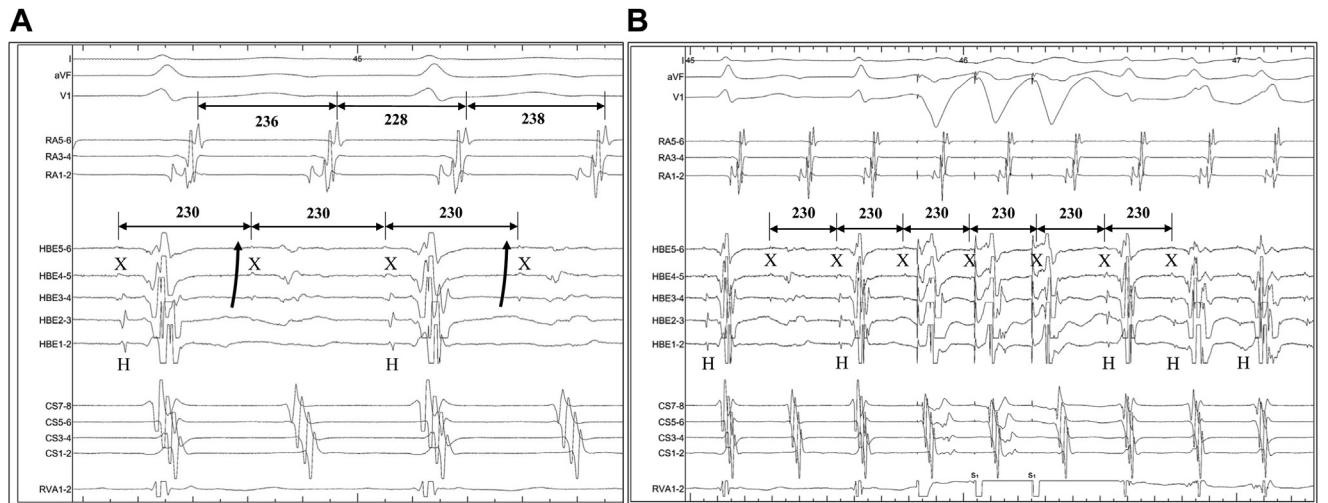 A
I
45
aVF
V1
236 228 238
RA5-6
RA3-4
RA1-2
230 230 230
HBE5-6
X X X X
HBE4-5
HBE3-4
HBE2-3
HBE1-2
H H
CS7-8
CS5-6
CS3-4
CS1-2
RVA1-2
B
45 46 47
I
aVF
V1
RA5-6
RA3-4
RA1-2
230 230 230 230 230 230
HBE5-6
X X X X X X X
HBE4-5
HBE3-4
HBE2-3
HBE1-2
H H H H H
CS7-8
CS5-6
CS3-4
CS1-2
S1 S1
RVA1-2